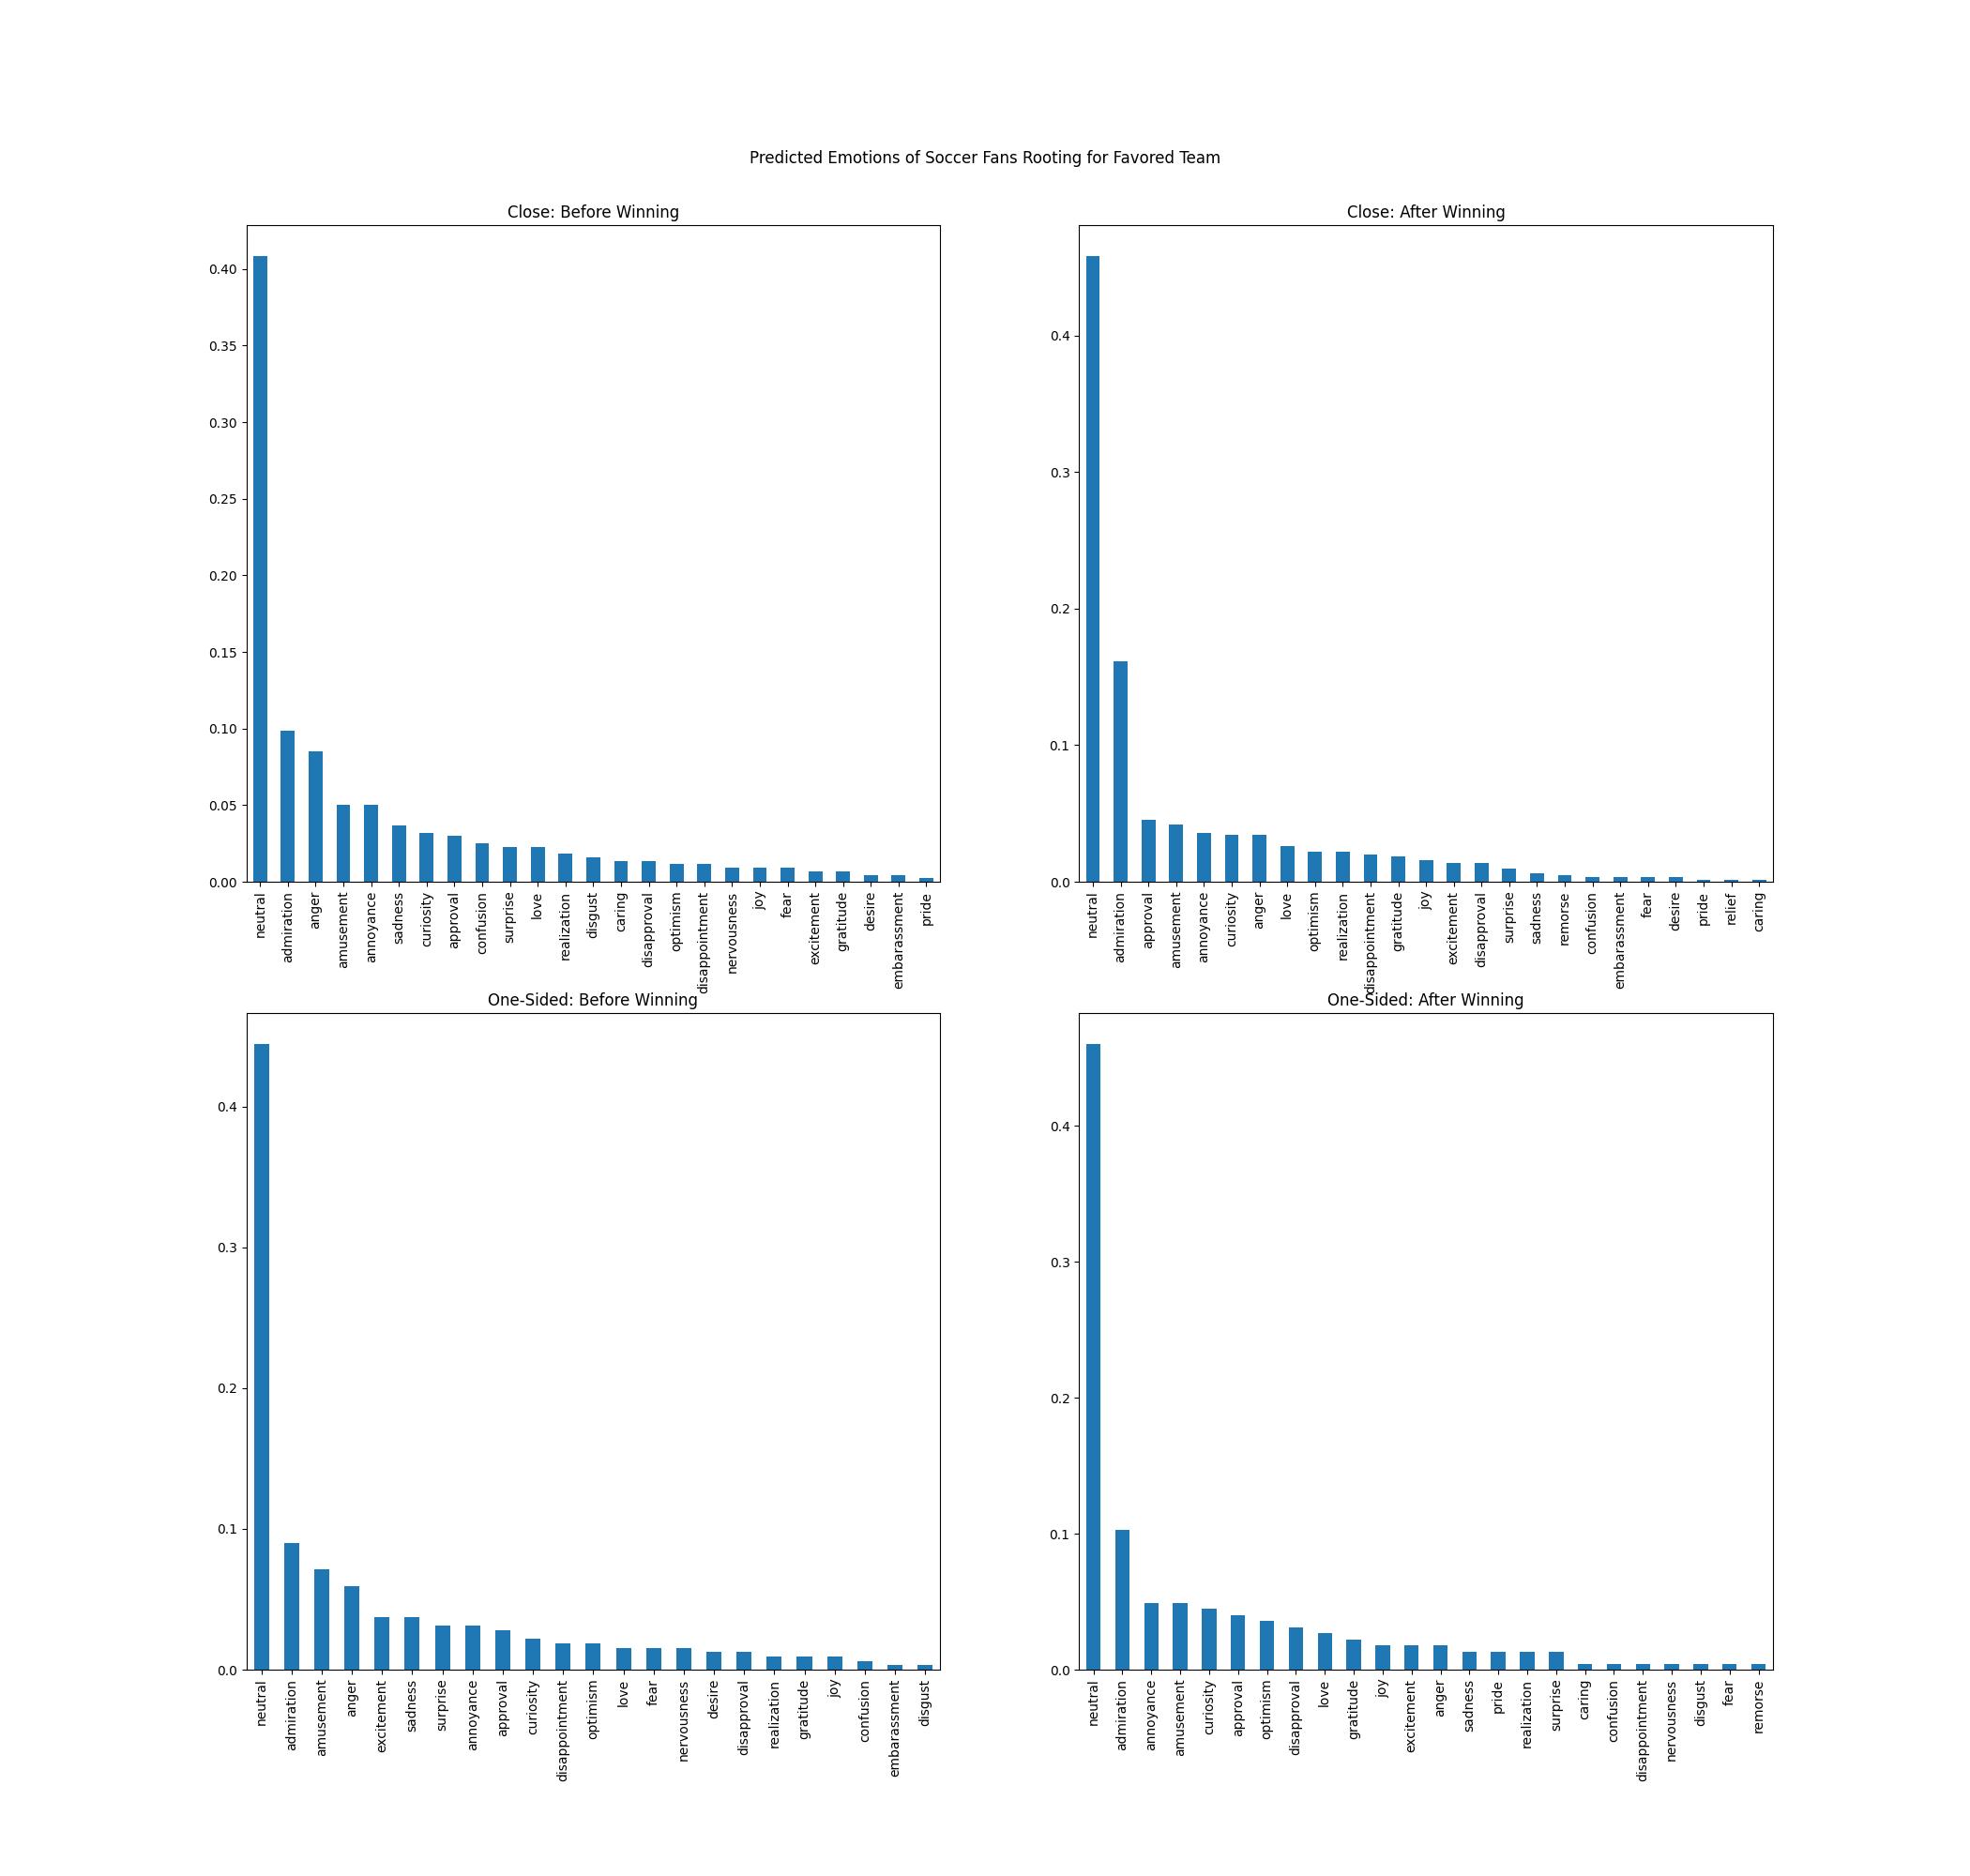 Predicted Emotions of Soccer Fans Rooting for Favored Team
Close: Before Winning
0.40
0.35
0.30
0.25
0.20
0.15
0.10
0.05
0.00
neutral
admiration
anger
amusement
annoyance
sadness
curiosity
approval
confusion
surprise
love
realization
disgust
caring
disapproval
optimism
disappointment
nervousness
joy
fear
excitement
gratitude
desire
embarassment
pride
Close: After Winning
0.4
0.3
0.2
0.1
0.0
neutral
admiration
approval
amusement
annoyance
curiosity
anger
love
optimism
realization
disappointment
gratitude
joy
excitement
disapproval
surprise
sadness
remorse
confusion
embarassment
fear
desire
pride
relief
caring
One-Sided: Before Winning
0.4
0.3
0.2
0.1
0.0
neutral
admiration
amusement
anger
excitement
sadness
surprise
annoyance
approval
curiosity
disappointment
optimism
love
fear
nervousness
desire
disapproval
realization
gratitude
joy
confusion
embarassment
disgust
One-Sided: After Winning
0.4
0.3
0.2
0.1
0.0
neutral
admiration
annoyance
amusement
curiosity
approval
optimism
disapproval
love
gratitude
joy
excitement
anger
sadness
pride
realization
surprise
caring
confusion
disappointment
nervousness
disgust
fear
remorse